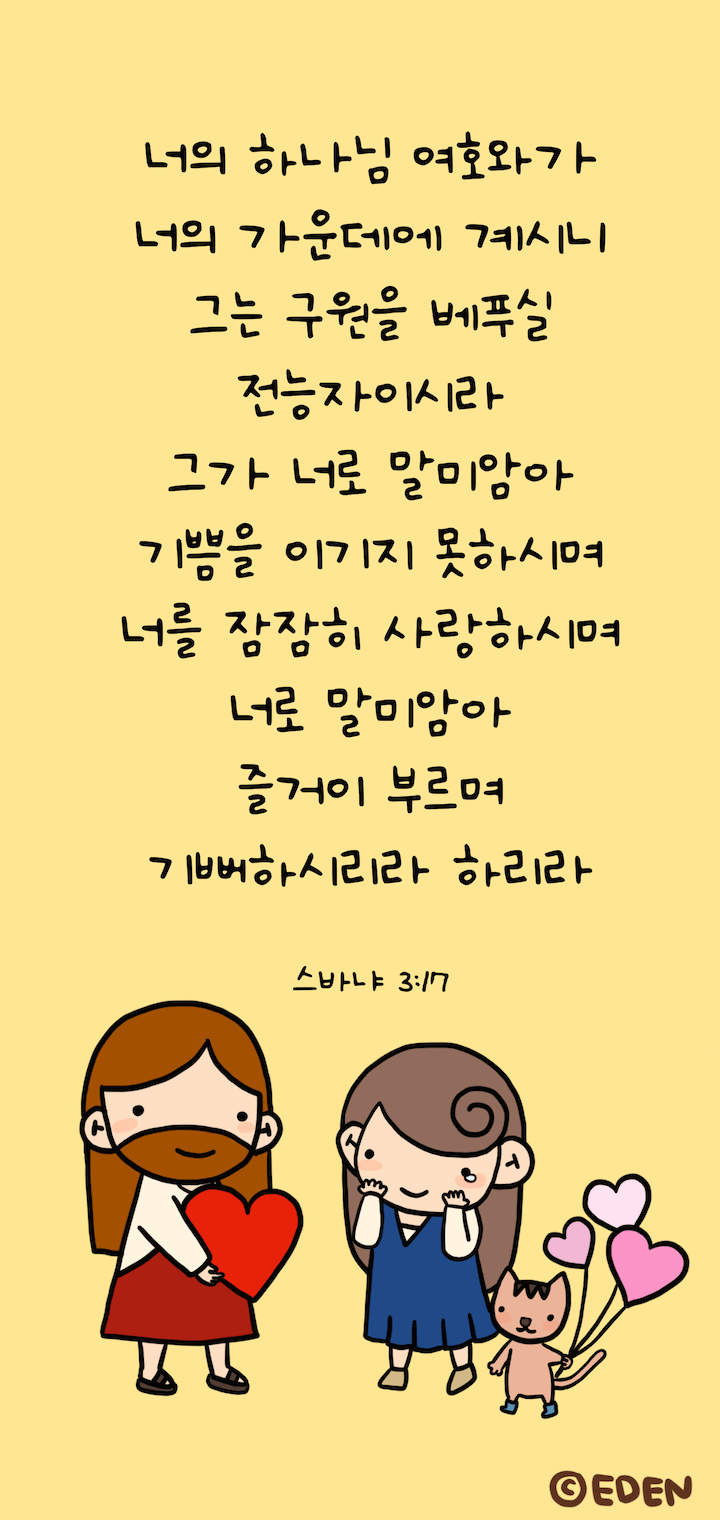 너의 하나님 여호와가
너의 가운데에 계시니
그는 구원을 베푸실
전능자이시라
그가 너로 말미암아
기쁨을 이기지 못하시며
너를 잠잠히 사랑하시며
너로 말미암아
즐거이 부르며
기뻐하시리라 하리라
스바냐 3:17
©EDEN